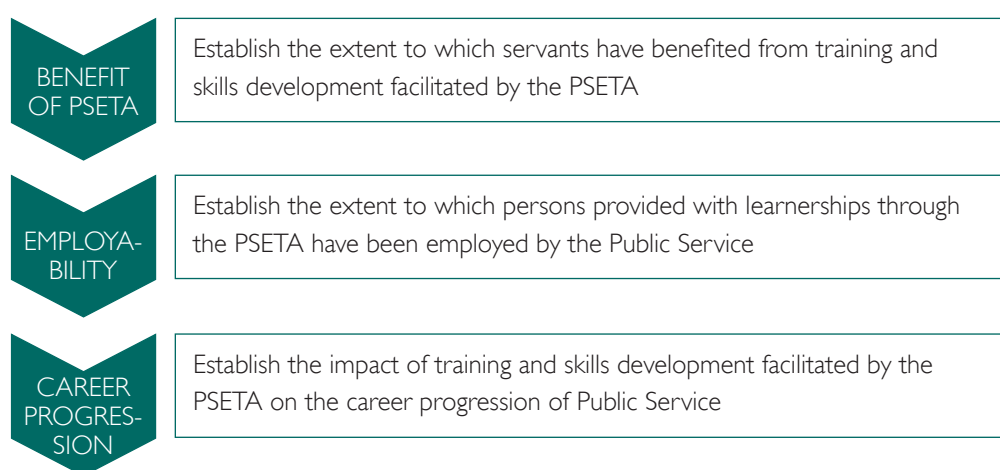 BENEFIT
OF PSETA
Establish the extent to which servants have benefited from training and
skills development facilitated by the PSETA
EMPLOYA-
BILITY
Establish the extent to which persons provided with learnerships through
the PSETA have been employed by the Public Service
CAREER
PROGRES-
SION
Establish the impact of training and skills development facilitated by the
PSETA on the career progression of Public Service